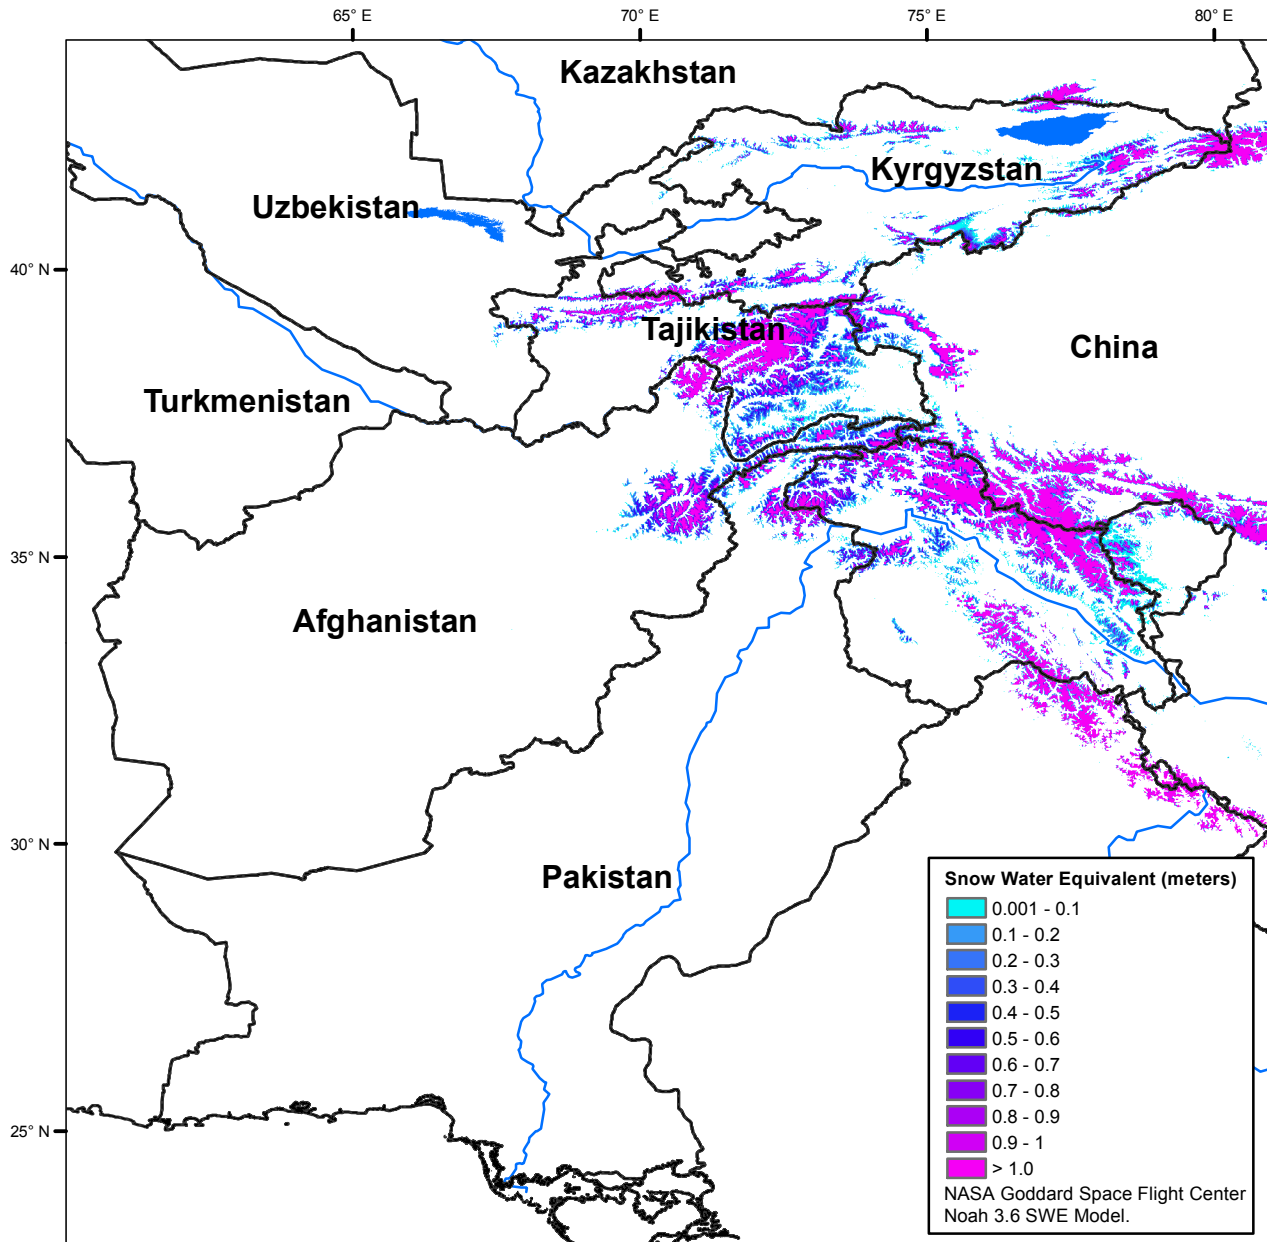 65° E
70° E
75° E
80° E
Kazakhstan
Kyrgyzstan
Uzbekistan
40° N
Tajikistan
China
Turkmenistan
35° N
Afghanistan
30° N
Pakistan
25° N
Snow Water Equivalent (meters)
0.001 - 0.1
0.1 - 0.2
0.2 - 0.3
0.3 - 0.4
0.4 - 0.5
0.5 - 0.6
0.6 - 0.7
0.7 - 0.8
0.8 - 0.9
0.9 - 1
> 1.0
NASA Goddard Space Flight Center
Noah 3.6 SWE Model.